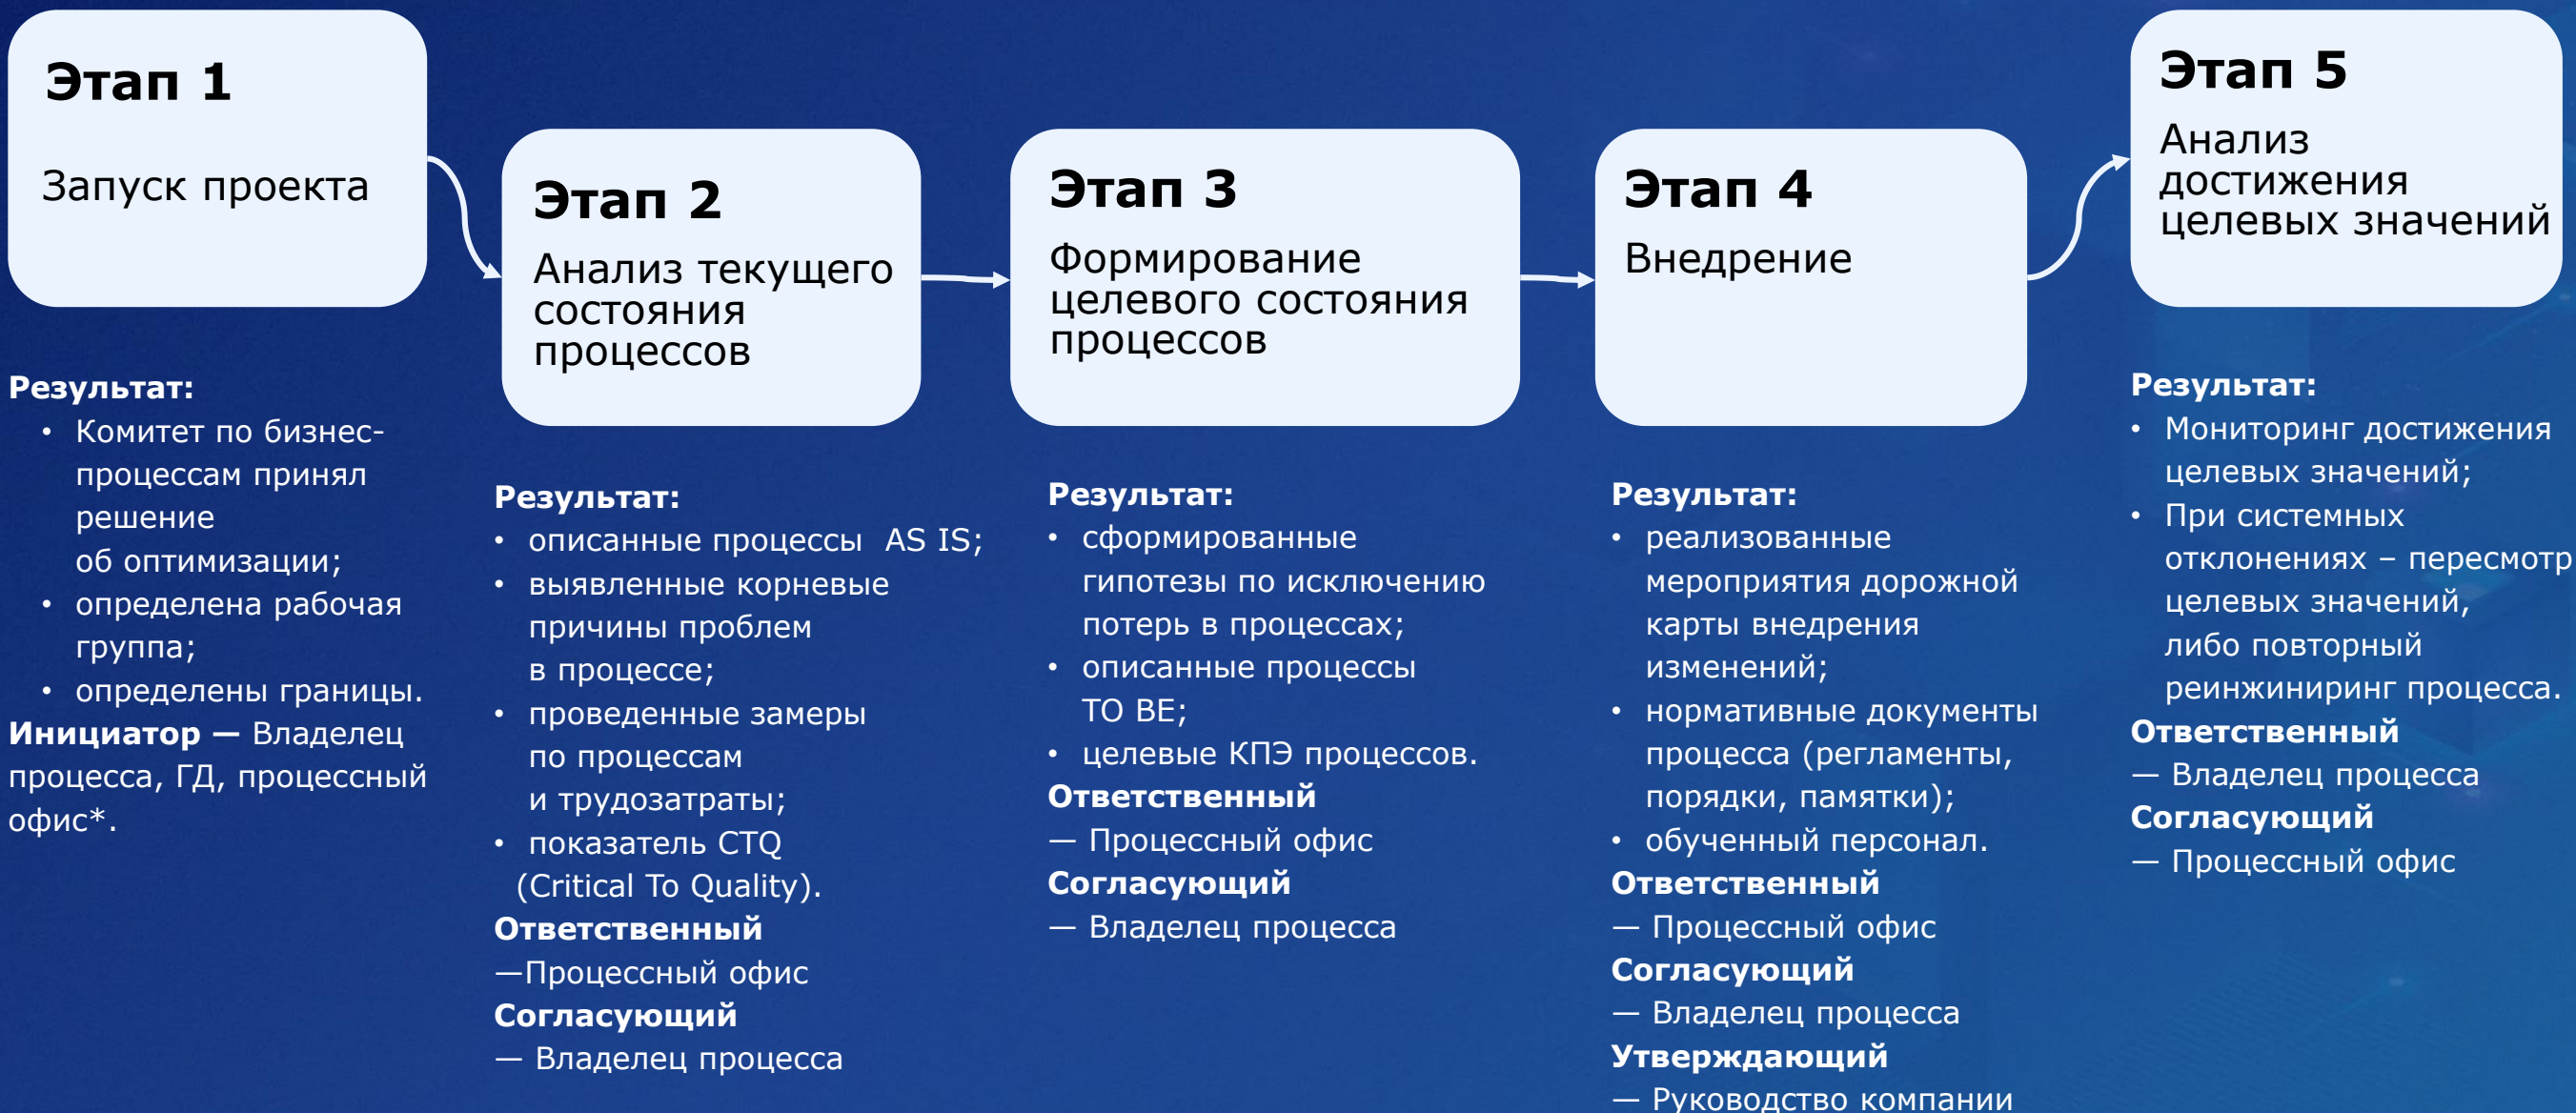 Этап 1
Запуск проекта
Результат:
• Комитет по бизнес-
процессам принял
решение
об оптимизации;
• определена рабочая
группа;
• определены границы.
Инициатор — Владелец
процесса, ГД, процессный
офис*.
Этап 2
Анализ текущего
состояния
процессов
Результат:
• описанные процессы AS IS;
• выявленные корневые
причины проблем
в процессе;
• проведенные замеры
по процессам
и трудозатраты;
• показатель CTQ
(Critical To Quality).
Ответственный
—Процессный офис
Согласующий
— Владелец процесса
Этап 3
Формирование
целевого состояния
процессов
Результат:
• сформированные
гипотезы по исключению
потерь в процессах;
• описанные процессы
TO BE;
• целевые КПЭ процессов.
Ответственный
— Процессный офис
Согласующий
— Владелец процесса
Этап 4
Внедрение
Результат:
• реализованные
мероприятия дорожной
карты внедрения
изменений;
• нормативные документы
процесса (регламенты,
порядки, памятки);
• обученный персонал.
Ответственный
— Процессный офис
Согласующий
— Владелец процесса
Утверждающий
— Руководство компании
Этап 5
Анализ
достижения
целевых значений
Результат:
• Мониторинг достижения
целевых значений;
• При системных
отклонениях – пересмотр
целевых значений,
либо повторный
реинжиниринг процесса.
Ответственный
— Владелец процесса
Согласующий
— Процессный офис